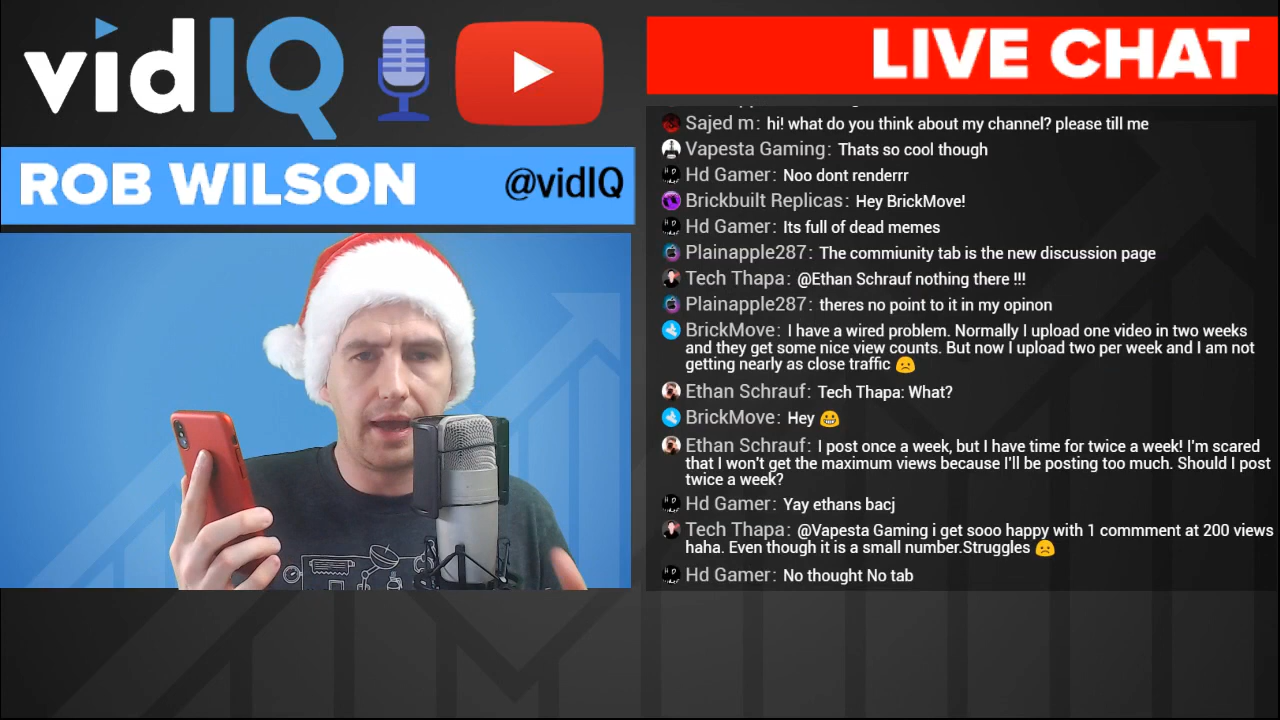 vidIQ
LIVE CHAT
ROB WILSON
@vidIQ
Sajed m: hi! what do you think about my channel? please till me
Vapesta Gaming: Thats so cool though
Hd Gamer: Noo dont renderrr
Brickbuilt Replicas: Hey BrickMove!
Hd Gamer: Its full of dead memes
Plainapple287: The commiunity tab is the new discussion page
Tech Thapa: @Ethan Schrauf nothing there !!!
Plainapple287: theres no point to it in my opinon
BrickMove: I have a wired problem. Normally I upload one video in two weeks
and they get some nice view counts. But now I upload two per week and I am not
getting nearly as close traffic ☹️
Ethan Schrauf: Tech Thapa: What?
BrickMove: Hey 😬
Ethan Schrauf: I post once a week, but I have time for twice a week! I'm scared
that I won't get the maximum views because I'll be posting too much. Should I post
twice a week?
Hd Gamer: Yay ethans bacj
Tech Thapa: @Vapesta Gaming i get sooo happy with 1 commment at 200 views
haha. Even though it is a small number.Struggles ☹️
Hd Gamer: No thought No tab